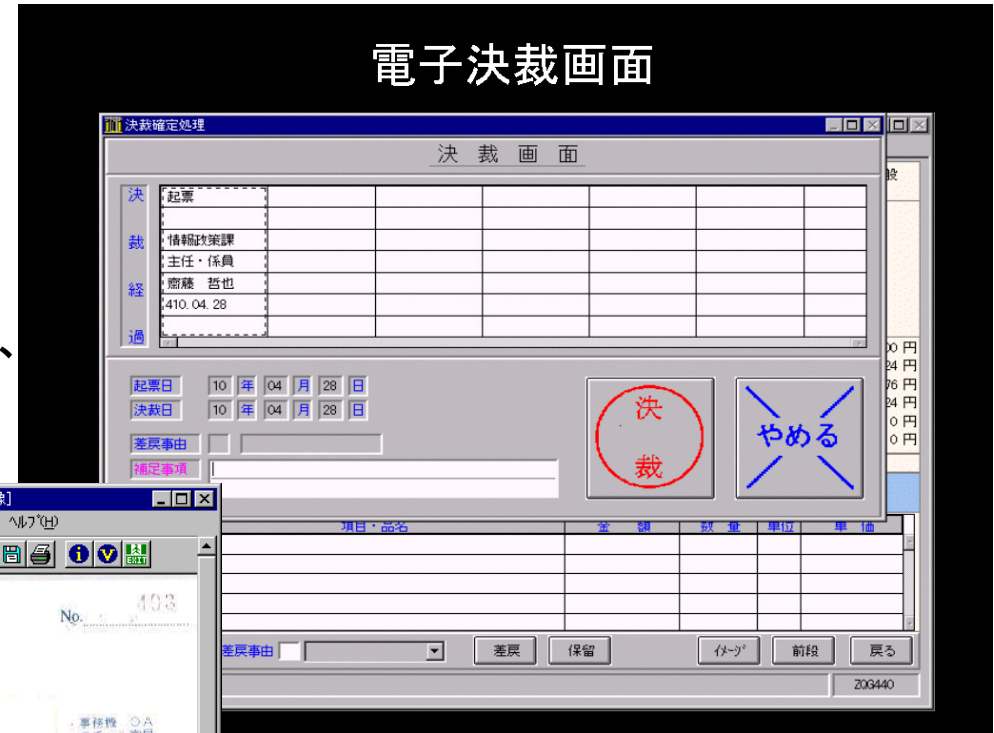 電子決裁画面
決裁確定処理
決裁画面
決裁経過
起票
情報政策課
主任・係員
齋藤 哲也
410.04.28
起票日 10 年 04 月 28 日
決裁日 10 年 04 月 28 日
差戻事由
補足事項
決裁
やめる
段
00 円
24 円
76 円
24 円
0 円
0 円
像]
ヘルプ(H)
EXIT
No. 493
事務機 OA
項目・品名 金 額 数 量 単位 単 価
差戻事由 差戻 保留 イメージ 前段 戻る
ZOG440
、